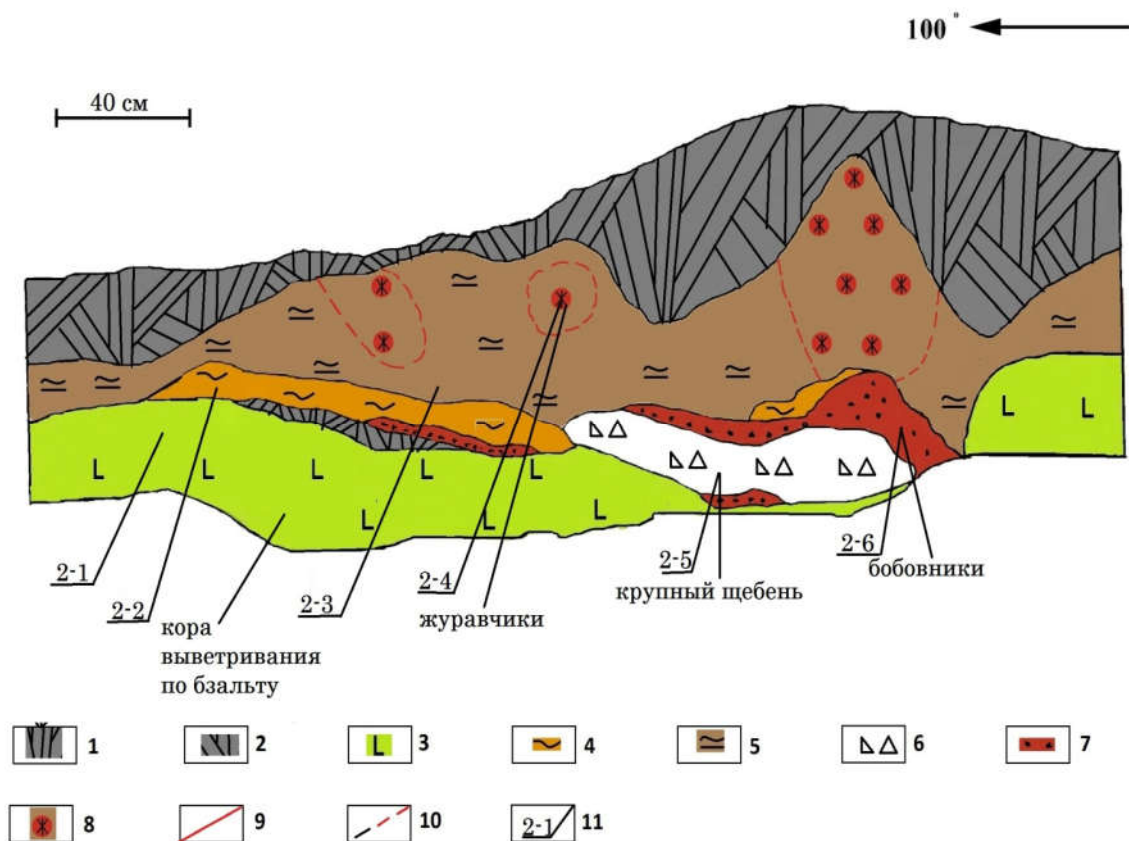 100°
40 см
2-1
2-2
2-3
2-4
2-5
2-6
бобовники
крупный щебень
журавчики
кора
выветривания
по бзальту
L L L L L L L L L
1 2 3 4 5 6 7
L
8 9 10 11
2-1